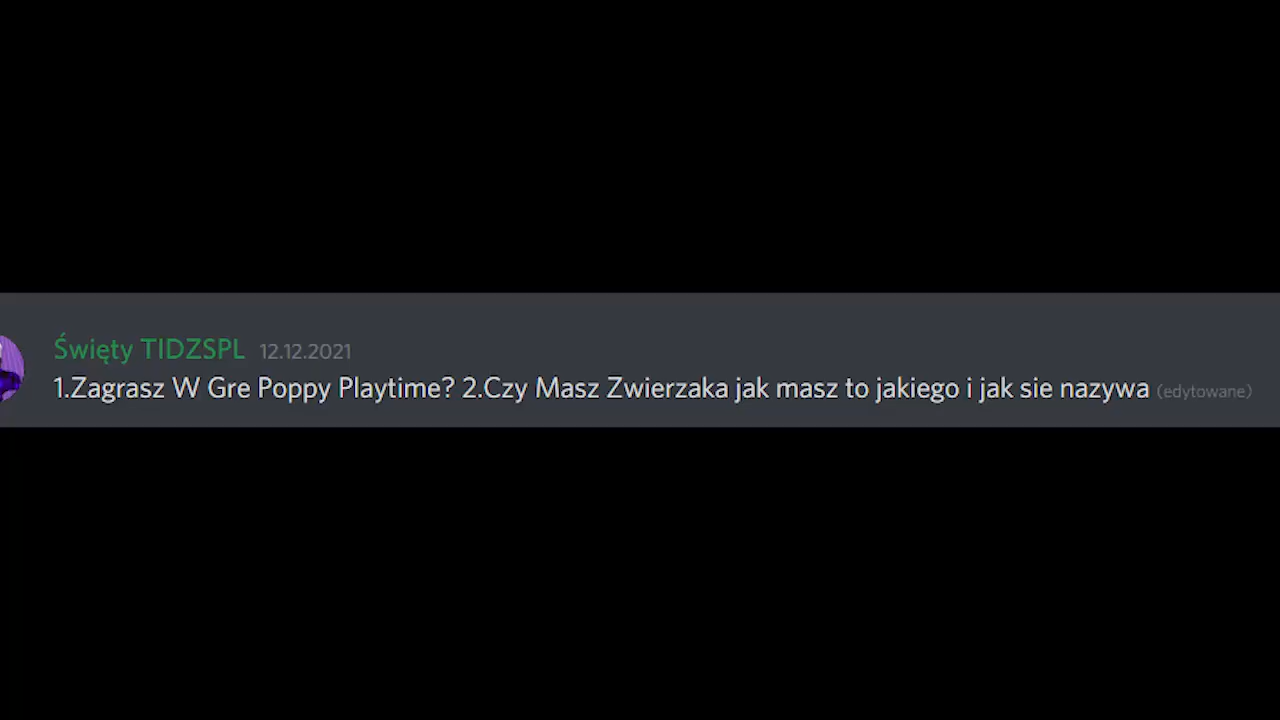 Święty TIDZSPL 12.12.2021
1.Zagrasz W Gre Poppy Playtime? 2.Czy Masz Zwierzaka jak masz to jakiego i jak sie nazywa (edytowane)